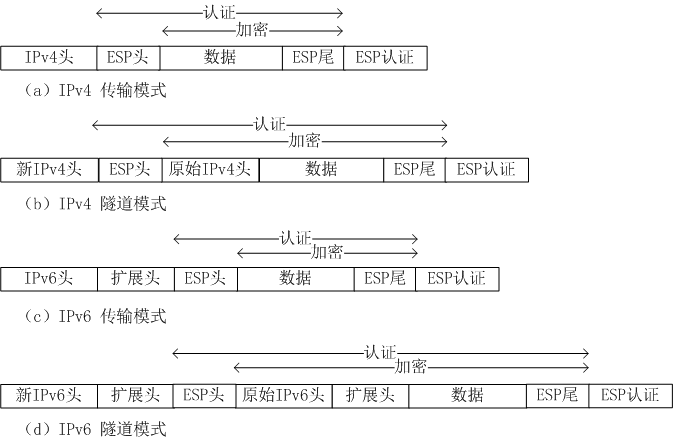 认证
加密
IPv4头 ESP头 数据 ESP尾 ESP认证
（a）IPv4 传输模式
认证
加密
新IPv4头 ESP头 原始IPv4头 数据 ESP尾 ESP认证
（b）IPv4 隧道模式
认证
加密
IPv6头 扩展头 ESP头 数据 ESP尾 ESP认证
（c）IPv6 传输模式
认证
加密
新IPv6头 扩展头 ESP头 原始IPv6头 扩展头 数据 ESP尾 ESP认证
（d）IPv6 隧道模式